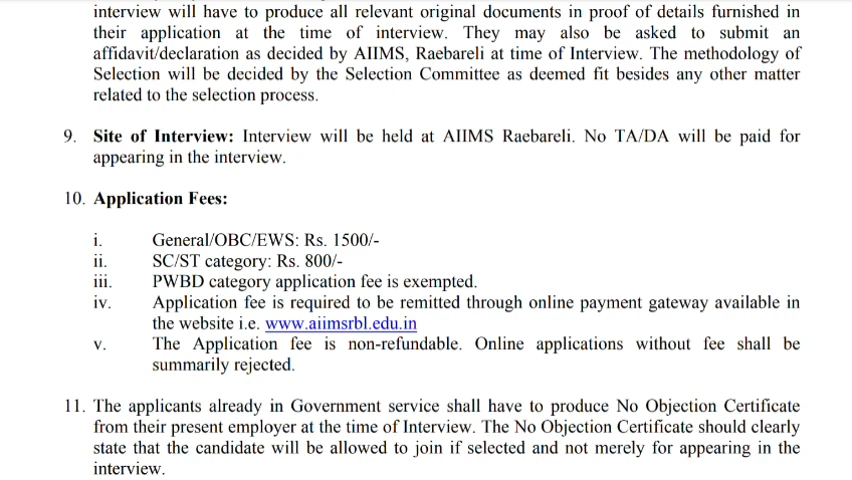 interview will have to produce all relevant original documents in proof of details furnished in
their application at the time of interview. They may also be asked to submit an
affidavit/declaration as decided by AIIMS, Raebareli at time of Interview. The methodology of
Selection will be decided by the Selection Committee as deemed fit besides any other matter
related to the selection process.
9. Site of Interview: Interview will be held at AIIMS Raebareli. No TA/DA will be paid for
appearing in the interview.
10. Application Fees:
i. General/OBC/EWS: Rs. 1500/-
ii. SC/ST category: Rs. 800/-
iii. PWBD category application fee is exempted.
iv. Application fee is required to be remitted through online payment gateway available in
the website i.e. www.aiimsrbl.edu.in
v. The Application fee is non-refundable. Online applications without fee shall be
summarily rejected.
11. The applicants already in Government service shall have to produce No Objection Certificate
from their present employer at the time of Interview. The No Objection Certificate should clearly
state that the candidate will be allowed to join if selected and not merely for appearing in the
interview.